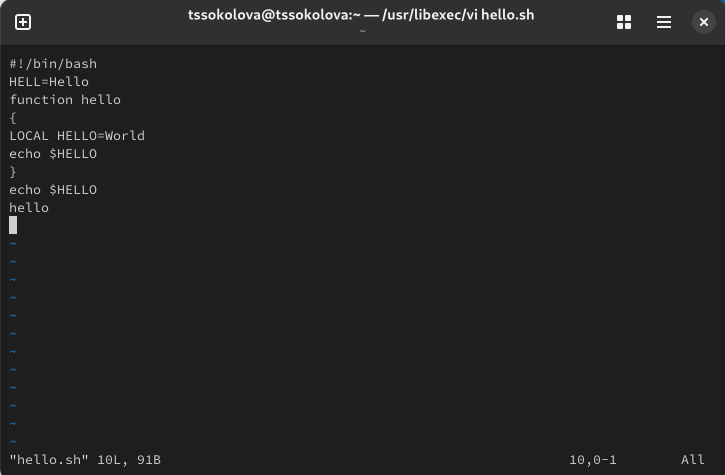 tssokolova@tssokolova:~ — /usr/libexec/vi hello.sh
~
#!/bin/bash
HELL=Hello
function hello
{
LOCAL HELLO=World
echo $HELLO
}
echo $HELLO
hello
~
~
~
~
~
~
~
~
~
~
~
~
"hello.sh" 10L, 91B 10,0-1 All